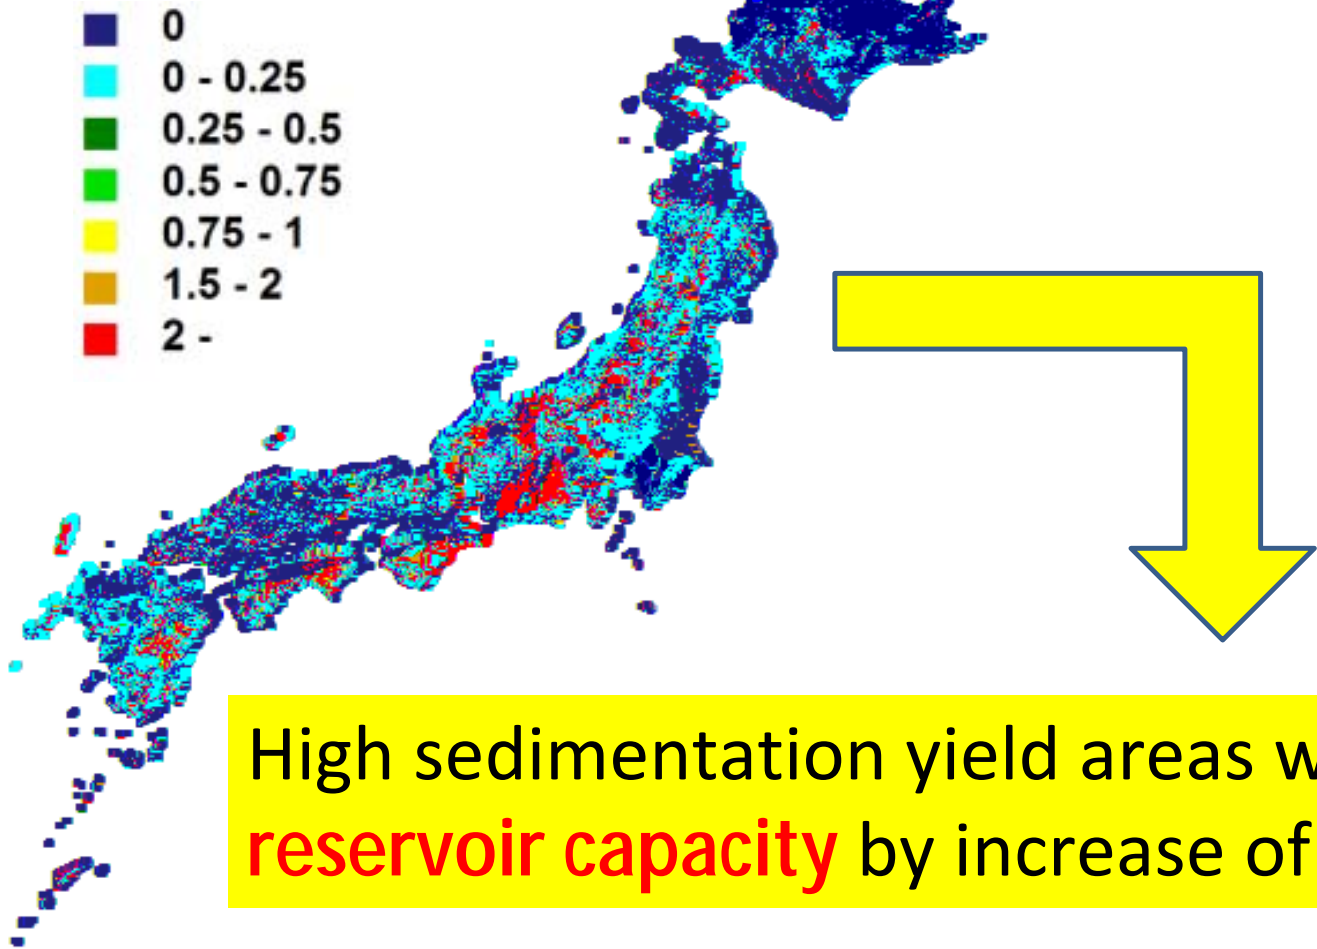 0
0 - 0.25
0.25 - 0.5
0.5 - 0.75
0.75 - 1
1.5 - 2
2 -
High sedimentation yield areas
reservoir capacity by increase of